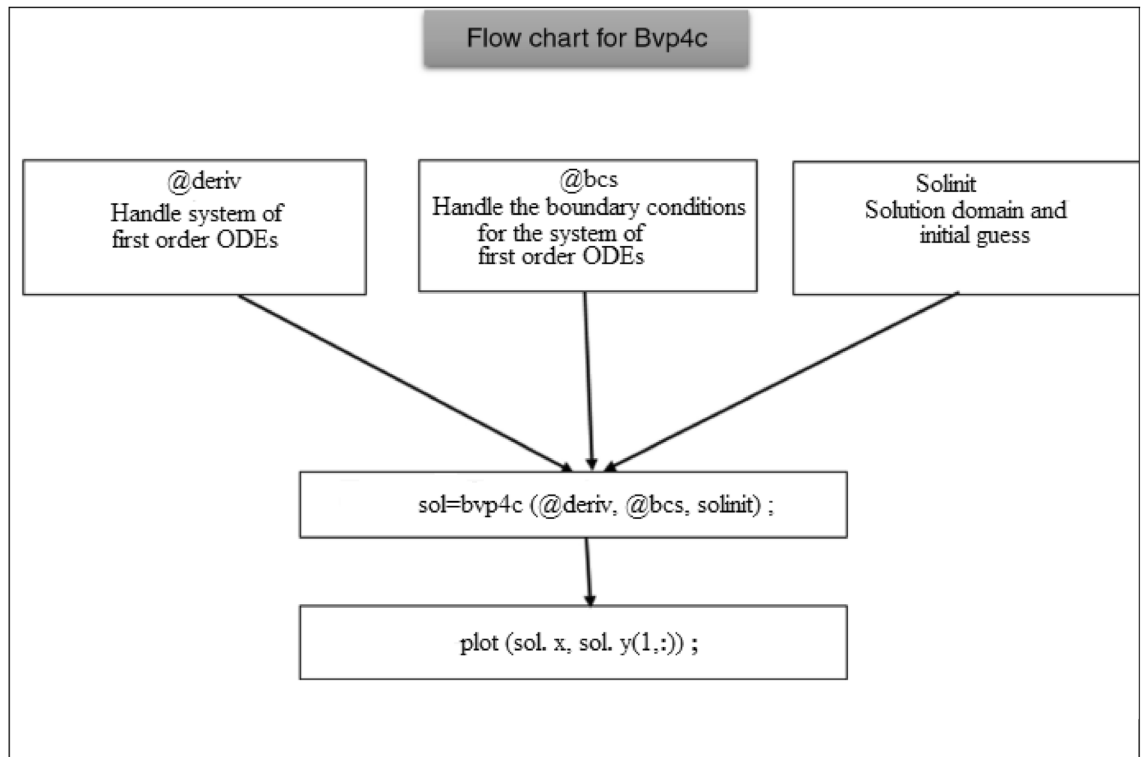 Flow chart for Bvp4c
@deriv
Handle system of
first order ODEs
@bcs
Handle the boundary conditions
for the system of
first order ODEs
Solinit
Solution domain and
initial guess
sol=bvp4c (@deriv, @bcs, solinit) ;
plot (sol. x, sol. y(1,:)) ;